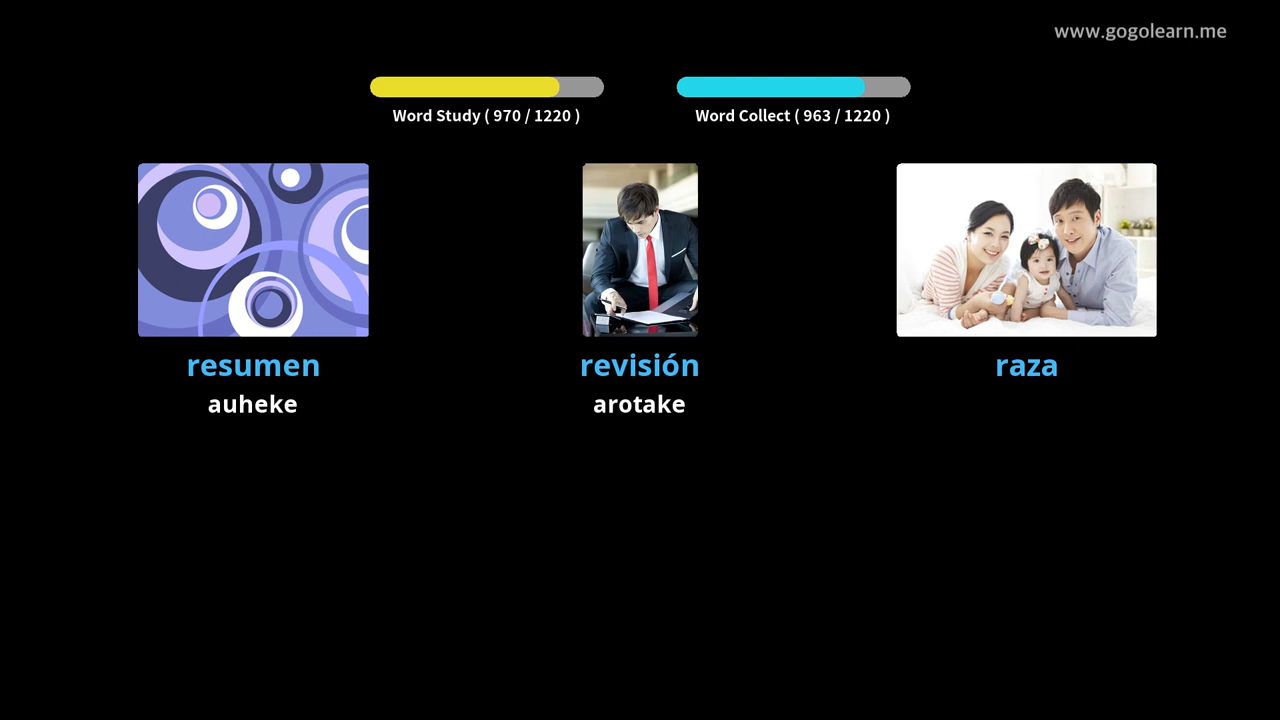 www.gogolearn.me
Word Study ( 970 / 1220 )
Word Collect ( 963 / 1220 )
resumen
auheke
revisión
arotake
raza